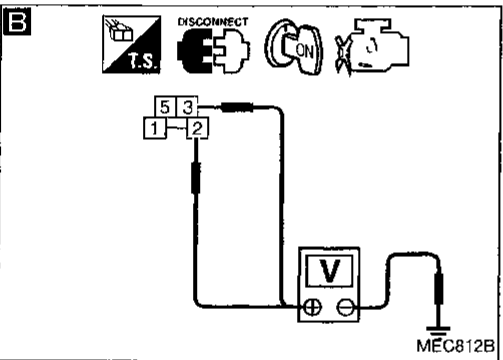 B
DISCONNECT
T.S. ON
5 3
1 2
V
⊕ ⊖
MEC812B